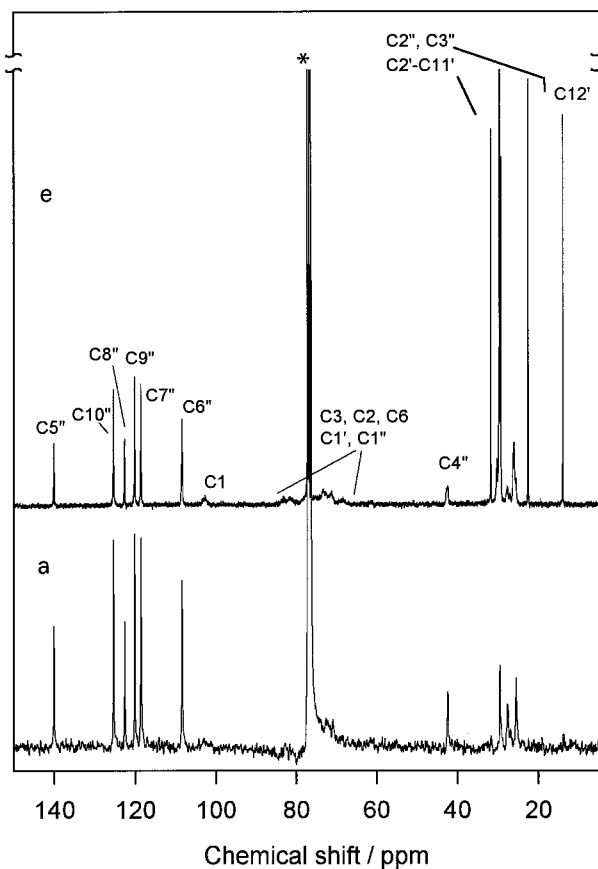 C2", C3"
*
C2'-C11'
C12'
e
C8"
C9"
C10"
C7"
C5"
C6"
C3, C2, C6
C1', C1"
C1
C4"
a
140 120 100 80 60 40 20
Chemical shift / ppm